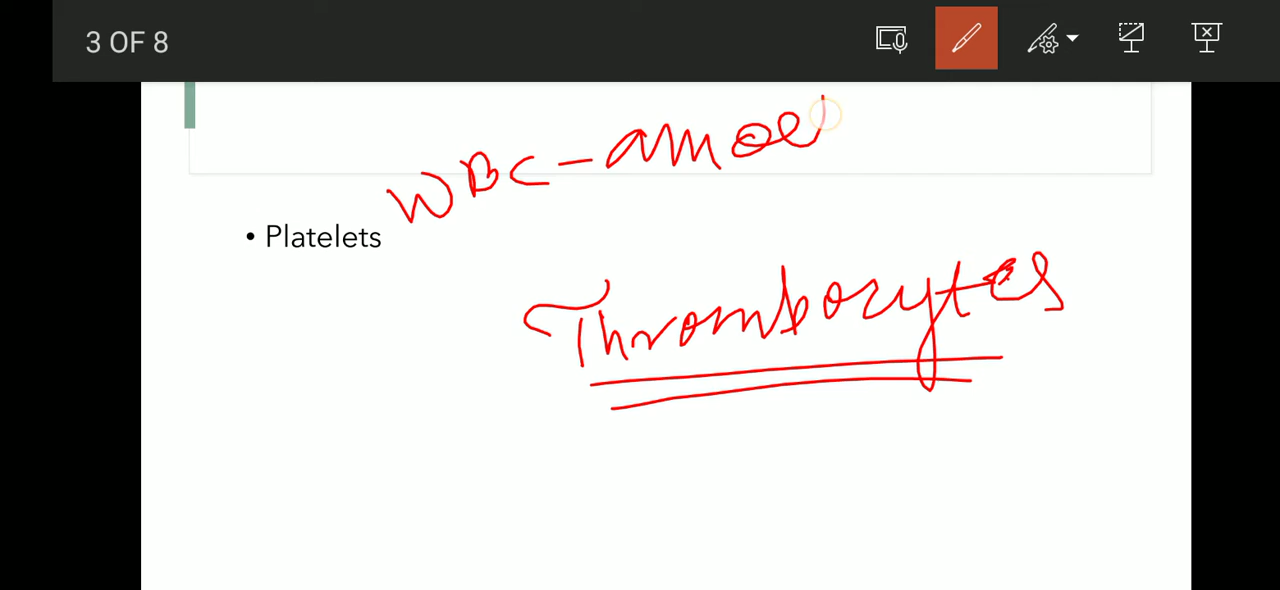 3 OF 8
WBC - amoe
• Platelets
Thrombocytes